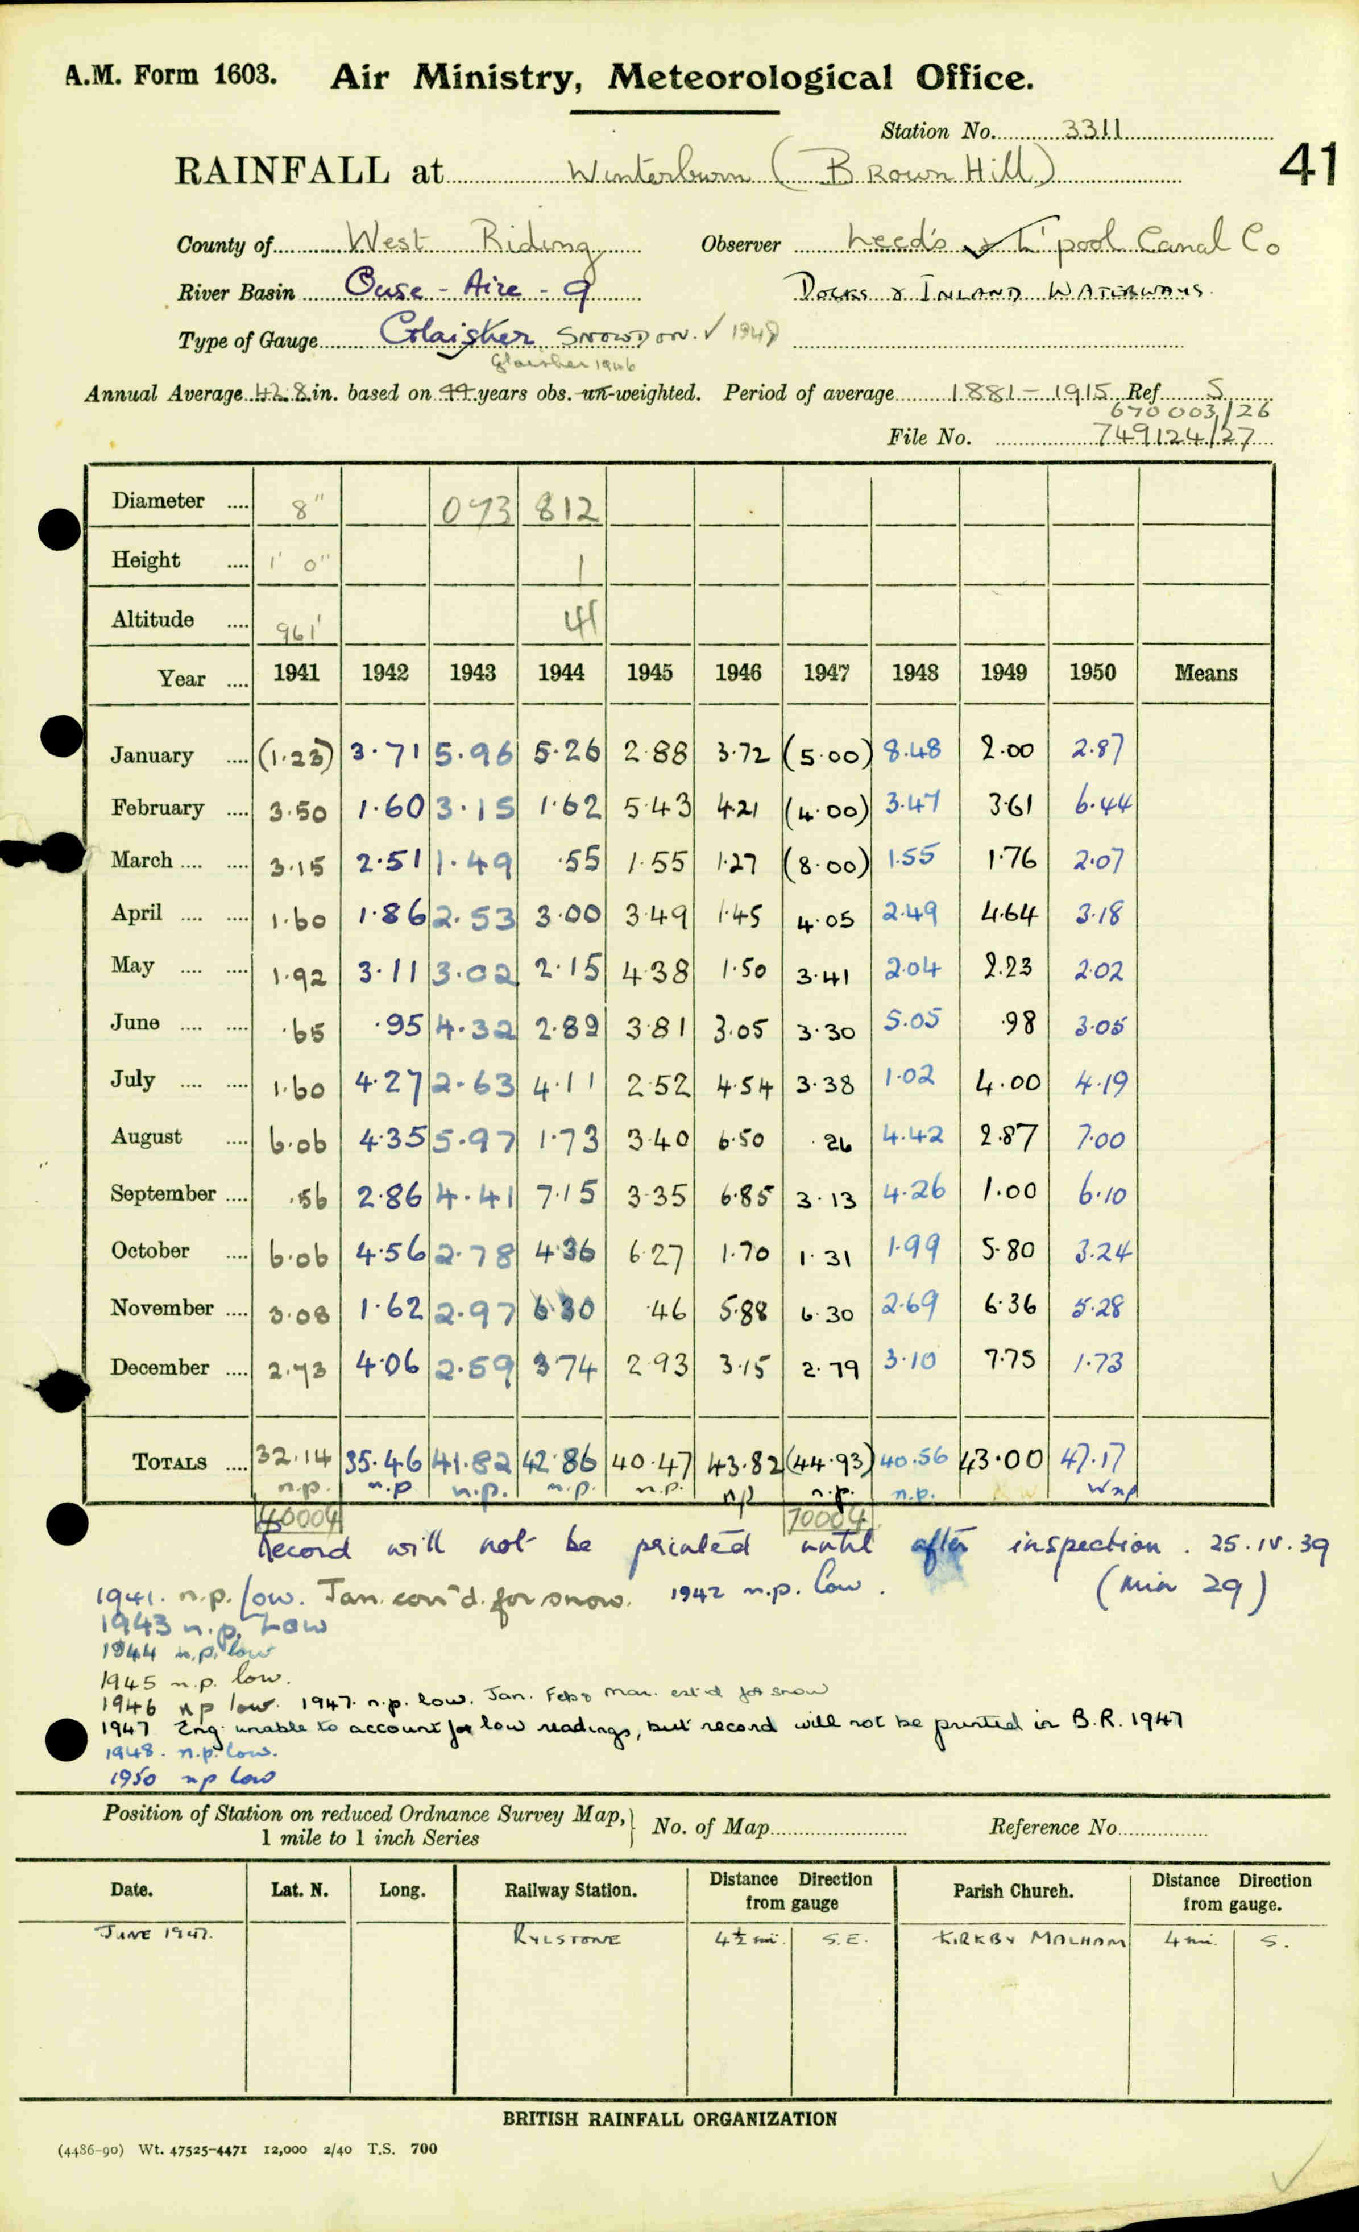 A.M. Form 1603. Air Ministry, Meteorological Office.
Station No. 3311
41
RAINFALL at Winterburn (Brown Hill)
County of West Riding Observer Leeds & L'pool Canal Co
River Basin Ouse - Aire - 9 Docks & Inland Waterways.
Type of Gauge Glaisher Snowdon. ✓ 1948
Glaisher 1946
Annual Average 42.8 in. based on 44 years obs. un-weighted. Period of average 1881-1915 Ref S
670003/26
File No. 749124/27
Diameter .... 8" 073 812
Height .... 1' 0" 1
Altitude .... 961' 41
Year .... 1941 1942 1943 1944 1945 1946 1947 1948 1949 1950 Means
January .... (1.23) 3.71 5.96 5.26 2.88 3.72 (5.00) 8.48 2.00 2.87
February .... 3.50 1.60 3.15 1.62 5.43 4.21 (4.00) 3.47 3.61 6.44
March .... .... 3.15 2.51 1.49 .55 1.55 1.27 (8.00) 1.55 1.76 2.07
April .... .... 1.60 1.86 2.53 3.00 3.49 1.45 4.05 2.49 4.64 3.18
May .... .... 1.92 3.11 3.02 2.15 4.38 1.50 3.41 2.04 2.23 2.02
June .... .... .65 .95 4.32 2.89 3.81 3.05 3.30 5.05 .98 3.05
July .... .... 1.60 4.27 2.63 4.11 2.52 4.54 3.38 1.02 4.00 4.19
August .... 6.06 4.35 5.97 1.73 3.40 6.50 .26 4.42 2.87 7.00
September .... .56 2.86 4.41 7.15 3.35 6.85 3.13 4.26 1.00 6.10
October .... 6.06 4.56 2.78 4.36 6.27 1.70 1.31 1.99 5.80 3.24
November .... 3.08 1.62 2.97 6.30 .46 5.88 6.30 2.69 6.36 5.28
December .... 2.73 4.06 2.59 3.74 2.93 3.15 2.79 3.10 7.75 1.73
Totals .... 32.14 35.46 41.82 42.86 40.47 43.82 (44.93) 40.56 43.00 47.17
n.p. n.p n.p. n.p. n.p. np n.p. n.p. W np
40004 70004
Record will not be printed until after inspection. 25.IV.39
1941. n.p. low. Jan. corr'd. for snow. 1942 n.p. low. (Min 29)
1943 n.p. Low
1944 n.p. low
1945 n.p. low.
1946 np low. 1947. n.p. low. Jan. Feb & Mar. est'd for snow
1947 Eng. unable to account for low readings, but record will not be printed in B.R. 1947
1948. n.p. low.
1950 np low
Position of Station on reduced Ordnance Survey Map, } No. of Map Reference No.
1 mile to 1 inch Series
Date. Lat. N. Long. Railway Station. Distance from gauge Direction Parish Church. Distance from gauge. Direction
June 1947. Rylstone 4½ mi. S.E. Kirkby Malham 4 mi. S.
BRITISH RAINFALL ORGANIZATION
(4486-90) Wt. 47525-4471 12,000 2/40 T.S. 700